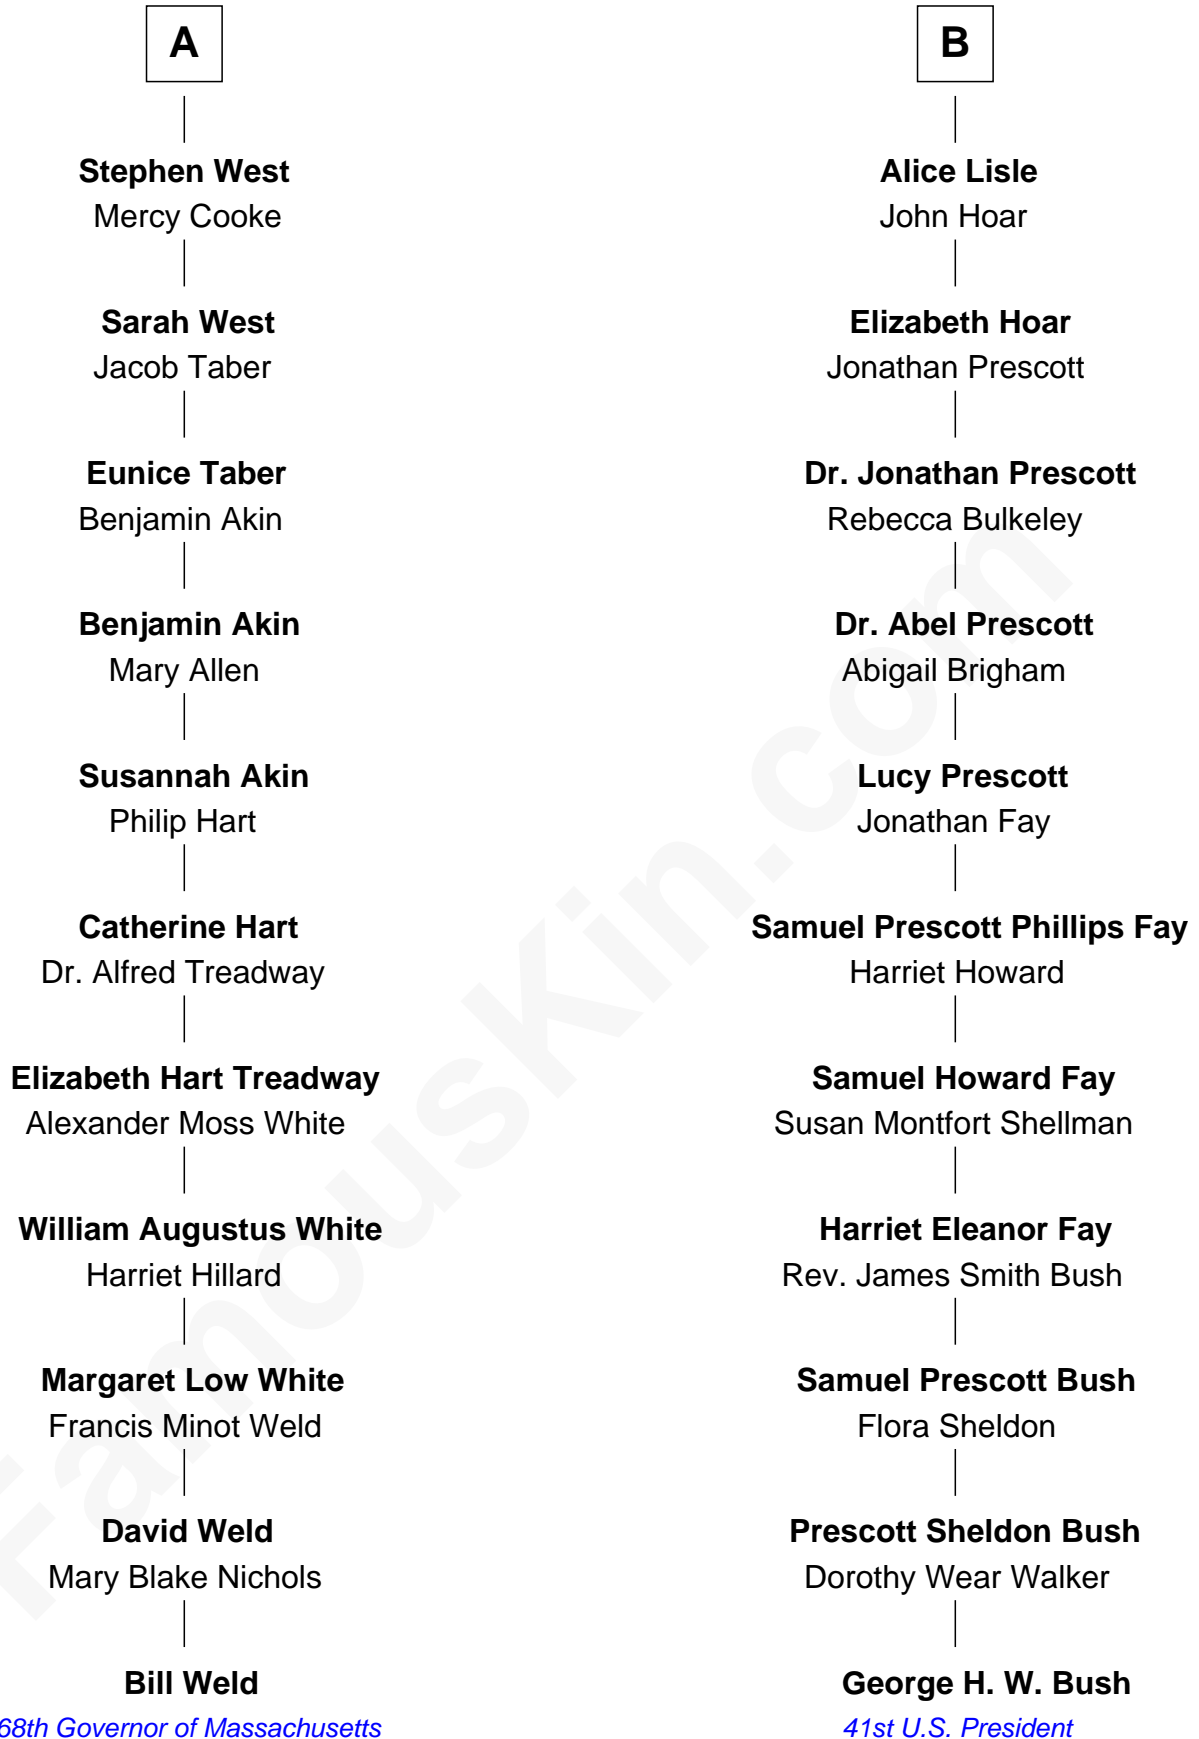 A
Stephen West
Mercy Cooke
Sarah West
Jacob Taber
Eunice Taber
Benjamin Akin
Benjamin Akin
Mary Allen
Susannah Akin
Philip Hart
Catherine Hart
Dr. Alfred Treadway
Elizabeth Hart Treadway
Alexander Moss White
William Augustus White
Harriet Hillard
Margaret Low White
Francis Minot Weld
David Weld
Mary Blake Nichols
Bill Weld
68th Governor of Massachusetts
B
Alice Lisle
John Hoar
Elizabeth Hoar
Jonathan Prescott
Dr. Jonathan Prescott
Rebecca Bulkeley
Dr. Abel Prescott
Abigail Brigham
Lucy Prescott
Jonathan Fay
Samuel Prescott Phillips Fay
Harriet Howard
Samuel Howard Fay
Susan Montfort Shellman
Harriet Eleanor Fay
Rev. James Smith Bush
Samuel Prescott Bush
Flora Sheldon
Prescott Sheldon Bush
Dorothy Wear Walker
George H. W. Bush
41st U.S. President
FamousKin.com